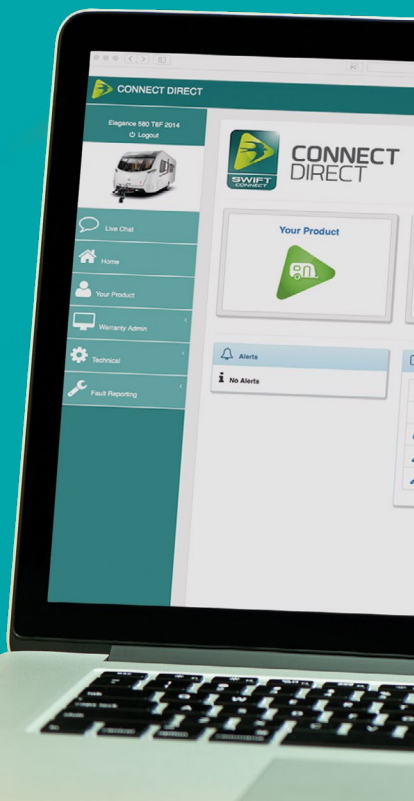 CONNECT DIRECT
Elegance 580 T8F 2014
Logout
Live Chat
Home
Your Product
Warranty Admin
Technical
Fault Reporting
SWIFT
CONNECT
CONNECT
DIRECT
Your Product
Alerts
No Alerts